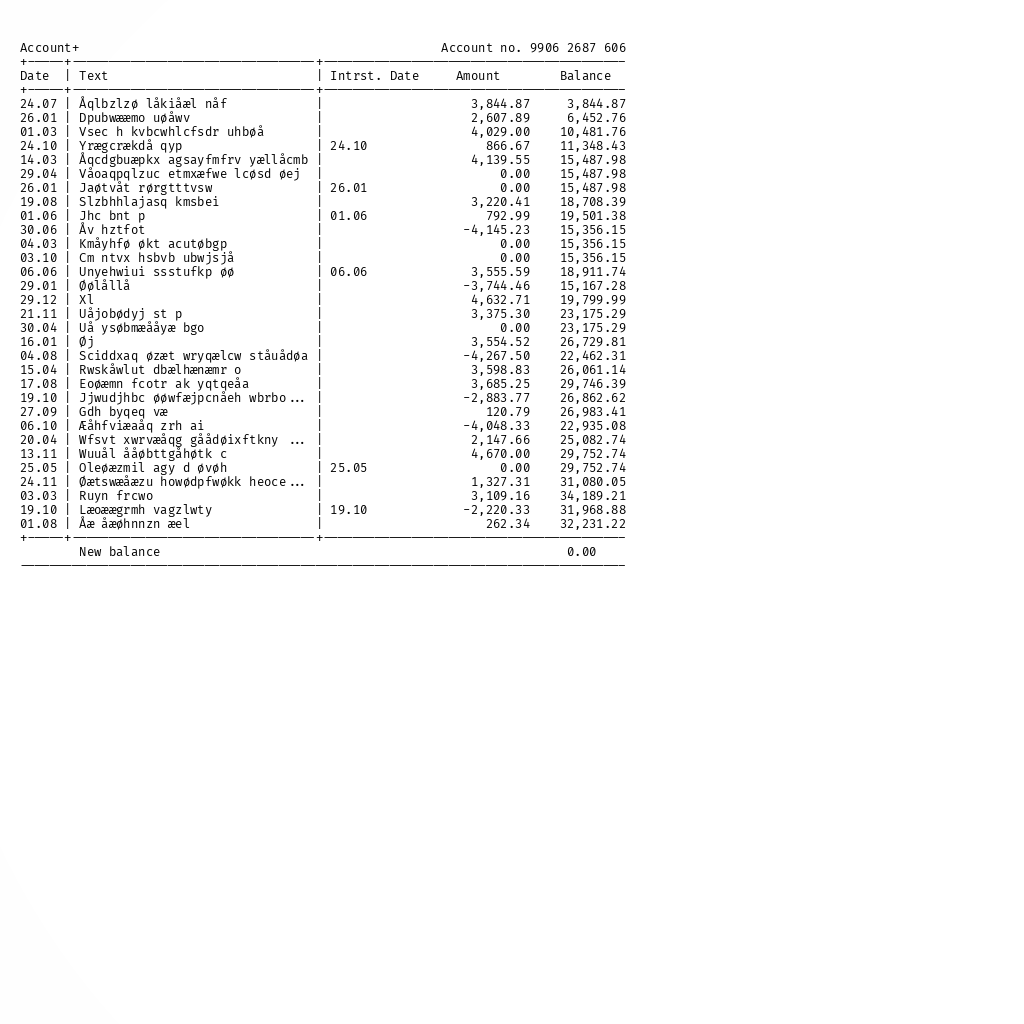 Account+ Account no. 9906 2687 606
Date | Text | Intrst. Date Amount Balance
24.07 | Åqlbzlzø låkiåæl nåf | 3,844.87 3,844.87
26.01 | Dpubwææmo uøåwv | 2,607.89 6,452.76
01.03 | Vsec h kvbcwhlcfsdr uhbøå | 4,029.00 10,481.76
24.10 | Yrægcrækdå qyp | 24.10 866.67 11,348.43
14.03 | Åqcdgbuæpkx agsayfmfrv yællåcmb | 4,139.55 15,487.98
29.04 | Våoaqpqlzuc etmxæfwe lcøsd øej | 0.00 15,487.98
26.01 | Jaøtvåt rørgtttvsw | 26.01 0.00 15,487.98
19.08 | Slzbhhlajasq kmsbei | 3,220.41 18,708.39
01.06 | Jhc bnt p | 01.06 792.99 19,501.38
30.06 | Åv hztfot | -4,145.23 15,356.15
04.03 | Kmåyhfø økt acutøbgp | 0.00 15,356.15
03.10 | Cm ntvx hsbvb ubwjsjå | 0.00 15,356.15
06.06 | Unyehwiui ssstufkp øø | 06.06 3,555.59 18,911.74
29.01 | Øølållå | -3,744.46 15,167.28
29.12 | Xl | 4,632.71 19,799.99
21.11 | Uåjobødyj st p | 3,375.30 23,175.29
30.04 | Uå ysøbmæååyæ bgo | 0.00 23,175.29
16.01 | Øj | 3,554.52 26,729.81
04.08 | Sciddxaq øzæt wryqælcw ståuådøa | -4,267.50 22,462.31
15.04 | Rwskåwlut dbælhænæmr o | 3,598.83 26,061.14
17.08 | Eoøæmn fcotr ak yqtqeåa | 3,685.25 29,746.39
19.10 | Jjwudjhbc øøwfæjpcnåeh wbrbo... | -2,883.77 26,862.62
27.09 | Gdh byqeq væ | 120.79 26,983.41
06.10 | Æåhfviæaåq zrh ai | -4,048.33 22,935.08
20.04 | Wfsvt xwrvæåqg gåådøixftkny ... | 2,147.66 25,082.74
13.11 | Wuuål ååøbttgåhøtk c | 4,670.00 29,752.74
25.05 | Oleøæzmil agy d øvøh | 25.05 0.00 29,752.74
24.11 | Øætswæåæzu howødpfwøkk heoce... | 1,327.31 31,080.05
03.03 | Ruyn frcwo | 3,109.16 34,189.21
19.10 | Læoæægrmh vagzlwty | 19.10 -2,220.33 31,968.88
01.08 | Åæ åæøhnnzn æel | 262.34 32,231.22
New balance 0.00